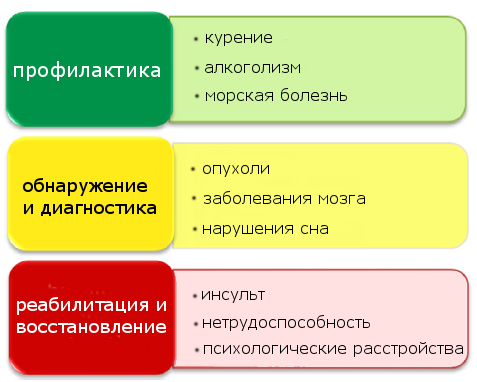 профилактика
• курение
• алкоголизм
• морская болезнь
обнаружение
и диагностика
• опухоли
• заболевания мозга
• нарушения сна
реабилитация и
восстановление
• инсульт
• нетрудоспособность
• психологические расстройства